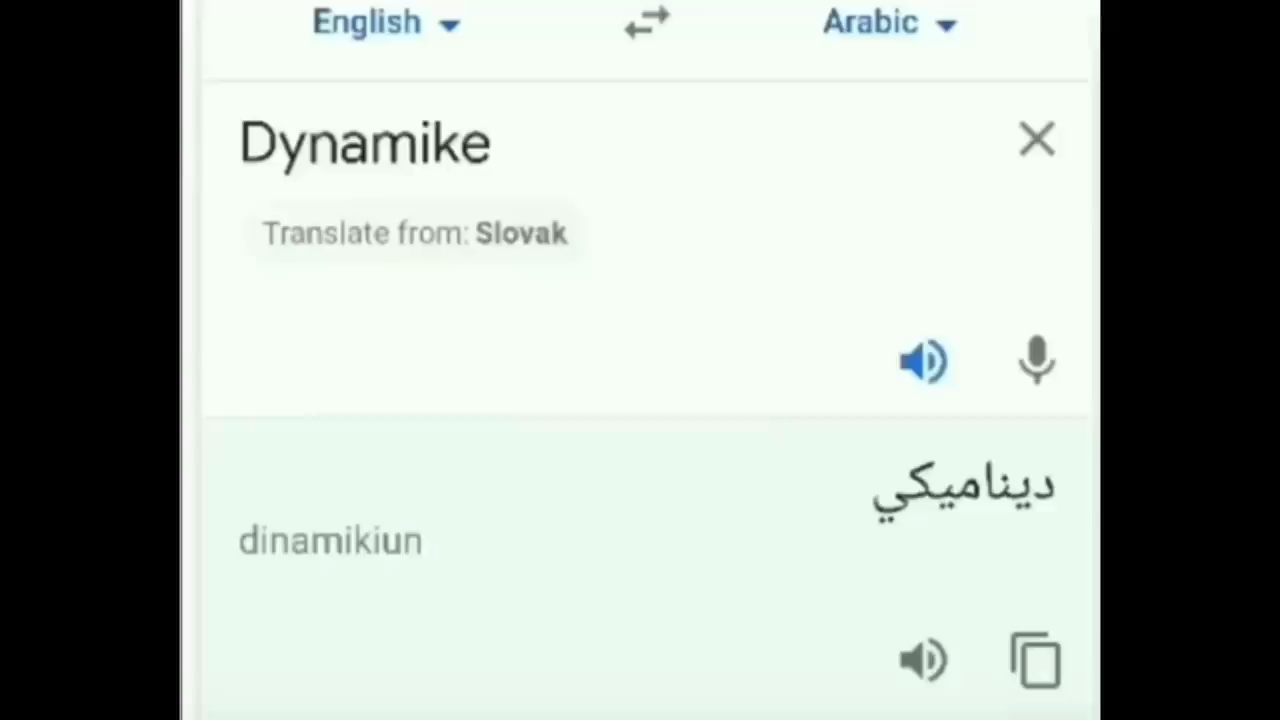 English Arabic
Dynamike
Translate from: Slovak
ديناميكي
dinamikiun